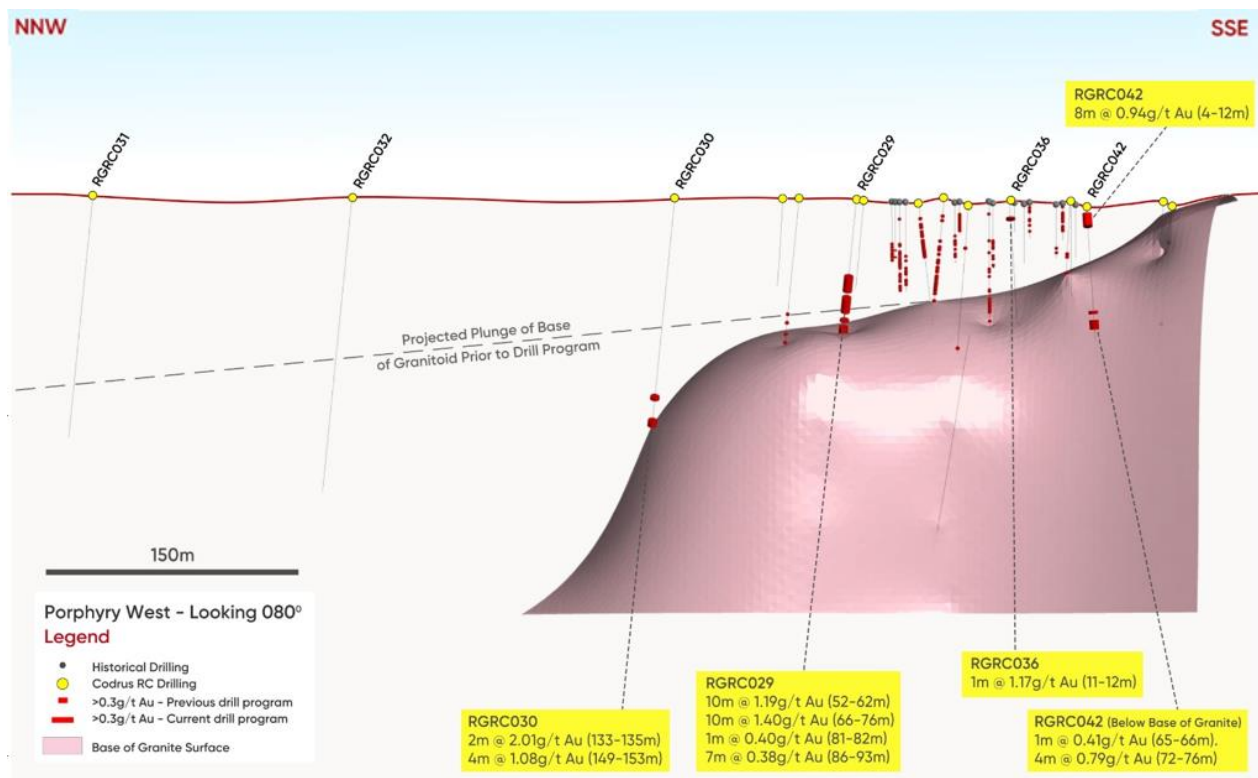 NNW
SSE
RGRC042
8m @ 0.94g/t Au (4-12m)
RGRC031
RGRC032
RGRC030
RGRC029
RGRC036
RGRC042
Projected Plunge of Base
of Granitoid Prior to Drill Program
150m
Porphyry West - Looking 080⁰
Legend
Historical Drilling
Codrus RC Drilling
>0.3g/t Au - Previous drill program
>0.3g/t Au - Current drill program
Base of Granite Surface
RGRC030
2m @ 2.01g/t Au (133-135m)
4m @ 1.08g/t Au (149-153m)
RGRC029
10m @ 1.19g/t Au (52-62m)
10m @ 1.40g/t Au (66-76m)
1m @ 0.40g/t Au (81-82m)
7m @ 0.38g/t Au (86-93m)
RGRC036
1m @ 1.17g/t Au (11-12m)
RGRC042 (Below Base of Granite)
1m @ 0.41g/t Au (65-66m).
4m @ 0.79g/t Au (72-76m)